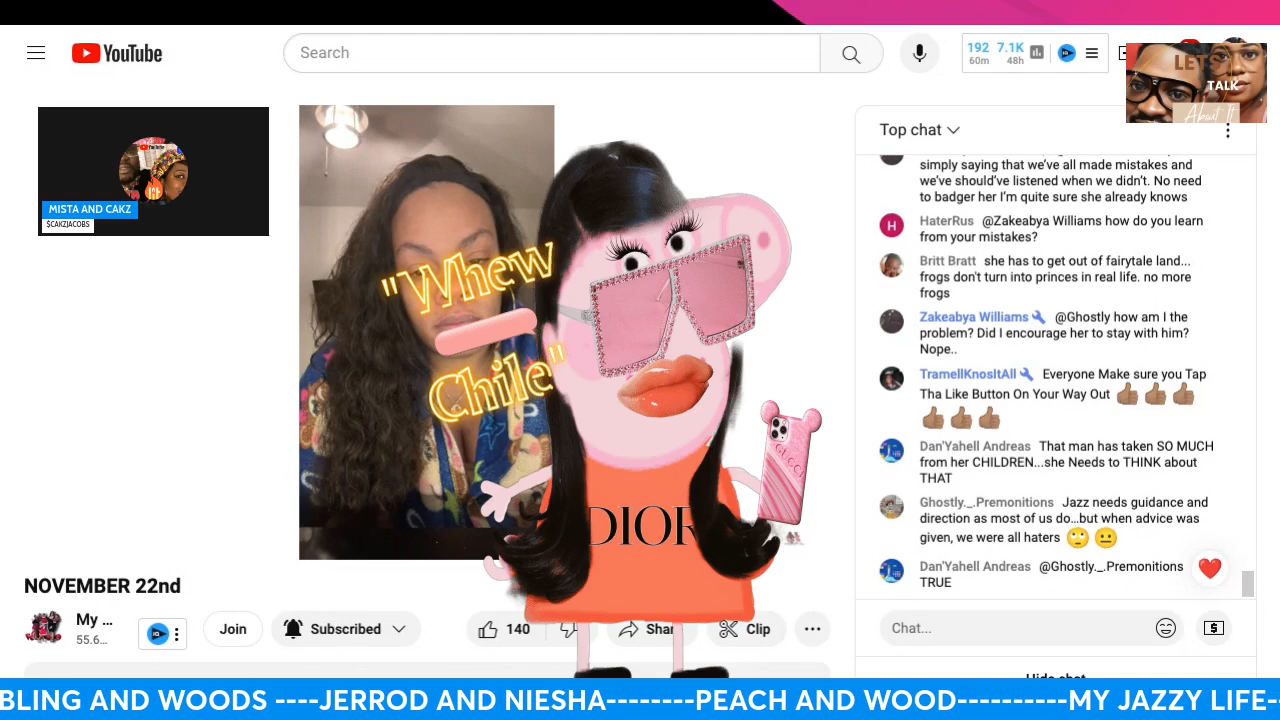 YouTube
Search
192 7.1K
60m 48h
LETS
TALK
About It
Top chat
MISTA AND CAKZ
$CAKZJACOBS
"Whew
Chile"
DIOR
GUCCI
simply saying that we've all made mistakes and
we've should've listened when we didn't. No need
to badger her I'm quite sure she already knows
H
HaterRus @Zakeabya Williams how do you learn
from your mistakes?
Britt Bratt she has to get out of fairytale land...
frogs don't turn into princes in real life. no more
frogs
Zakeabya Williams @Ghostly how am I the
problem? Did I encourage her to stay with him?
Nope..
TramellKnosItAll Everyone Make sure you Tap
Tha Like Button On Your Way Out 👍🏽 👍🏽 👍🏽
👍🏽 👍🏽 👍🏽
Dan'Yahell Andreas That man has taken SO MUCH
from her CHILDREN...she Needs to THINK about
THAT
Ghostly._.Premonitions Jazz needs guidance and
direction as most of us do…but when advice was
given, we were all haters 🙄 😐
Dan'Yahell Andreas @Ghostly._.Premonitions
TRUE
NOVEMBER 22nd
My ...
55.6...
Join
Subscribed
140
Shar
Clip
Chat...
Hide chat
BLING AND WOODS ----JERROD AND NIESHA--------PEACH AND WOOD----------MY JAZZY LIFE--